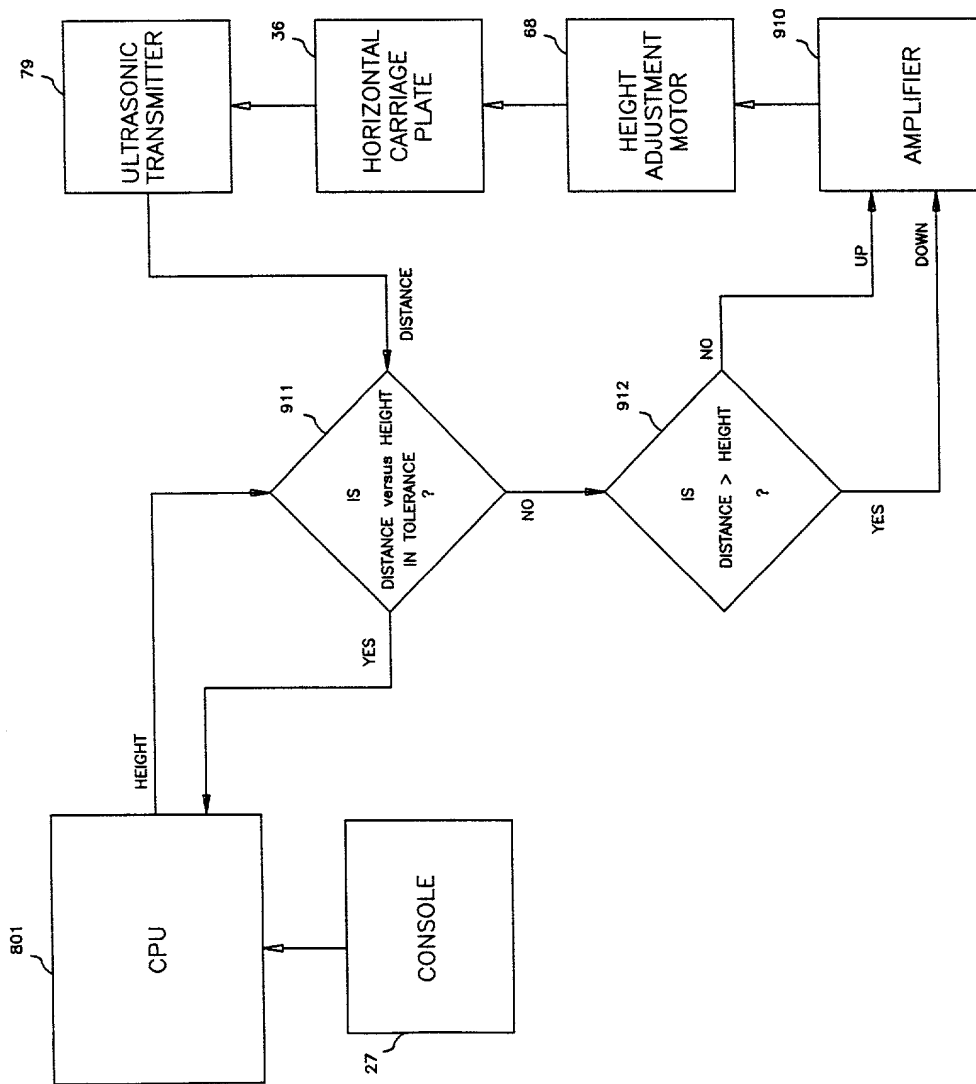 801
CPU
HEIGHT
CONSOLE
27
YES
911
IS
DISTANCE versus HEIGHT
IN TOLERANCE
?
DISTANCE
NO
912
IS
DISTANCE > HEIGHT
?
NO
UP
YES
DOWN
79
ULTRASONIC
TRANSMITTER
36
HORIZONTAL
CARRIAGE
PLATE
68
HEIGHT
ADJUSTMENT
MOTOR
910
AMPLIFIER